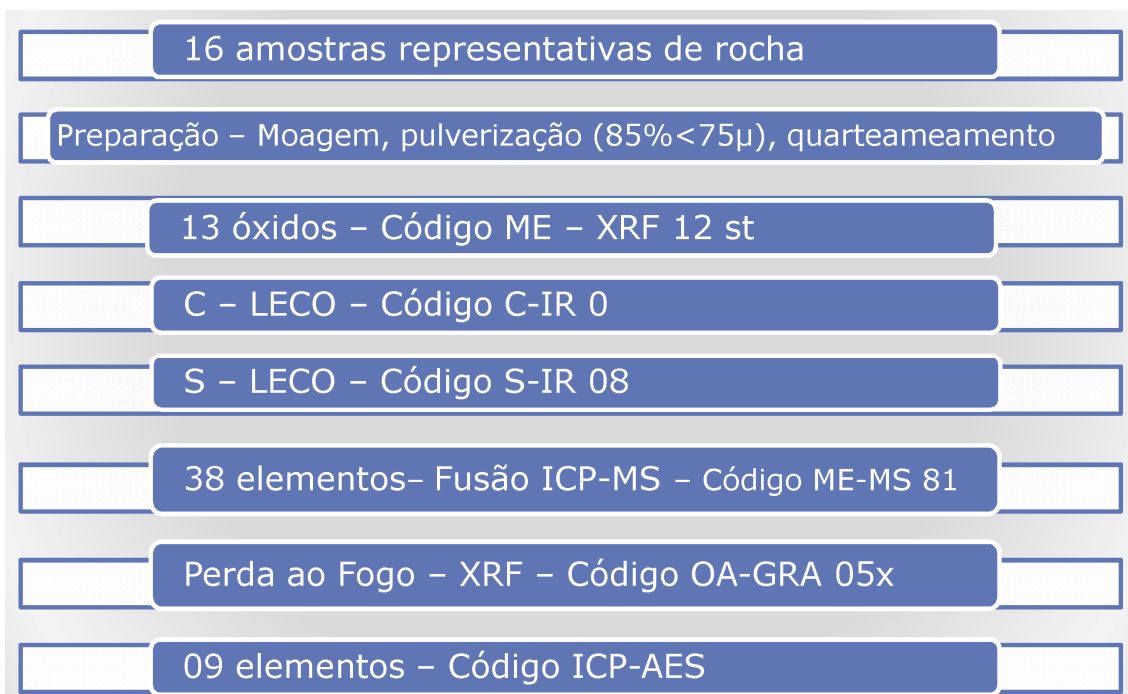 16 amostras representativas de rocha
Preparação – Moagem, pulverização (85%<75µ), quarteameamento
13 óxidos – Código ME – XRF 12 st
C – LECO – Código C-IR 0
S – LECO – Código S-IR 08
38 elementos– Fusão ICP-MS – Código ME-MS 81
Perda ao Fogo – XRF – Código OA-GRA 05x
09 elementos – Código ICP-AES